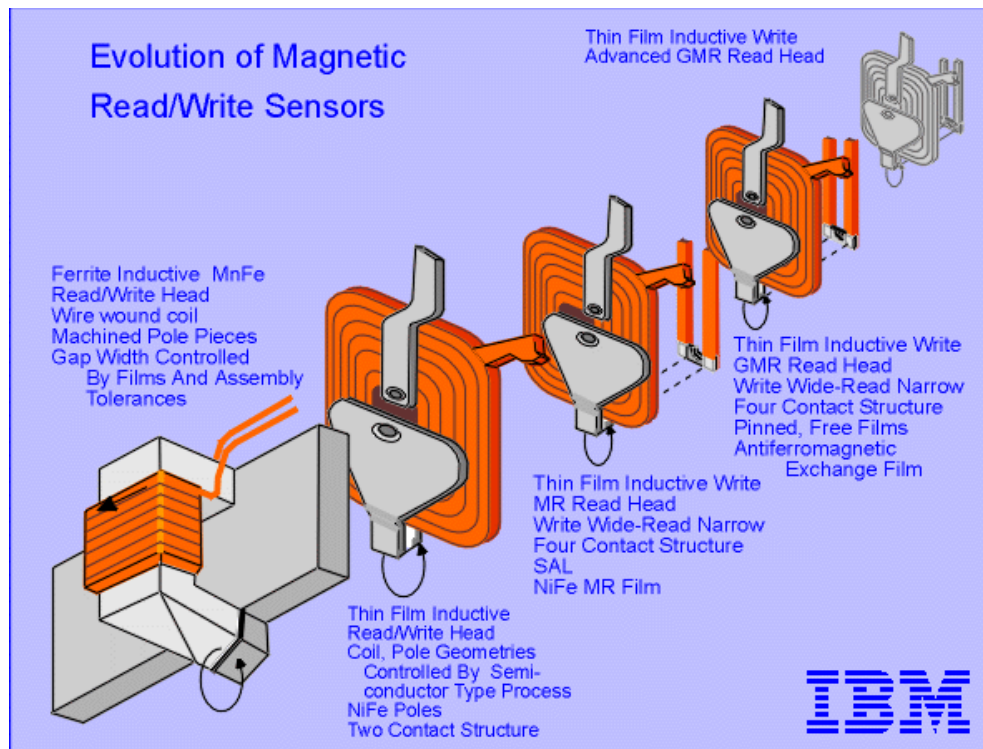 Evolution of Magnetic
Read/Write Sensors
Thin Film Inductive Write
Advanced GMR Read Head
Ferrite Inductive MnFe
Read/Write Head
Wire wound coil
Machined Pole Pieces
Gap Width Controlled
By Films And Assembly
Tolerances
Thin Film Inductive
Read/Write Head
Coil, Pole Geometries
Controlled By Semi-
conductor Type Process
NiFe Poles
Two Contact Structure
Thin Film Inductive Write
MR Read Head
Write Wide-Read Narrow
Four Contact Structure
SAL
NiFe MR Film
Thin Film Inductive Write
GMR Read Head
Write Wide-Read Narrow
Four Contact Structure
Pinned, Free Films
Antiferromagnetic
Exchange Film
IBM